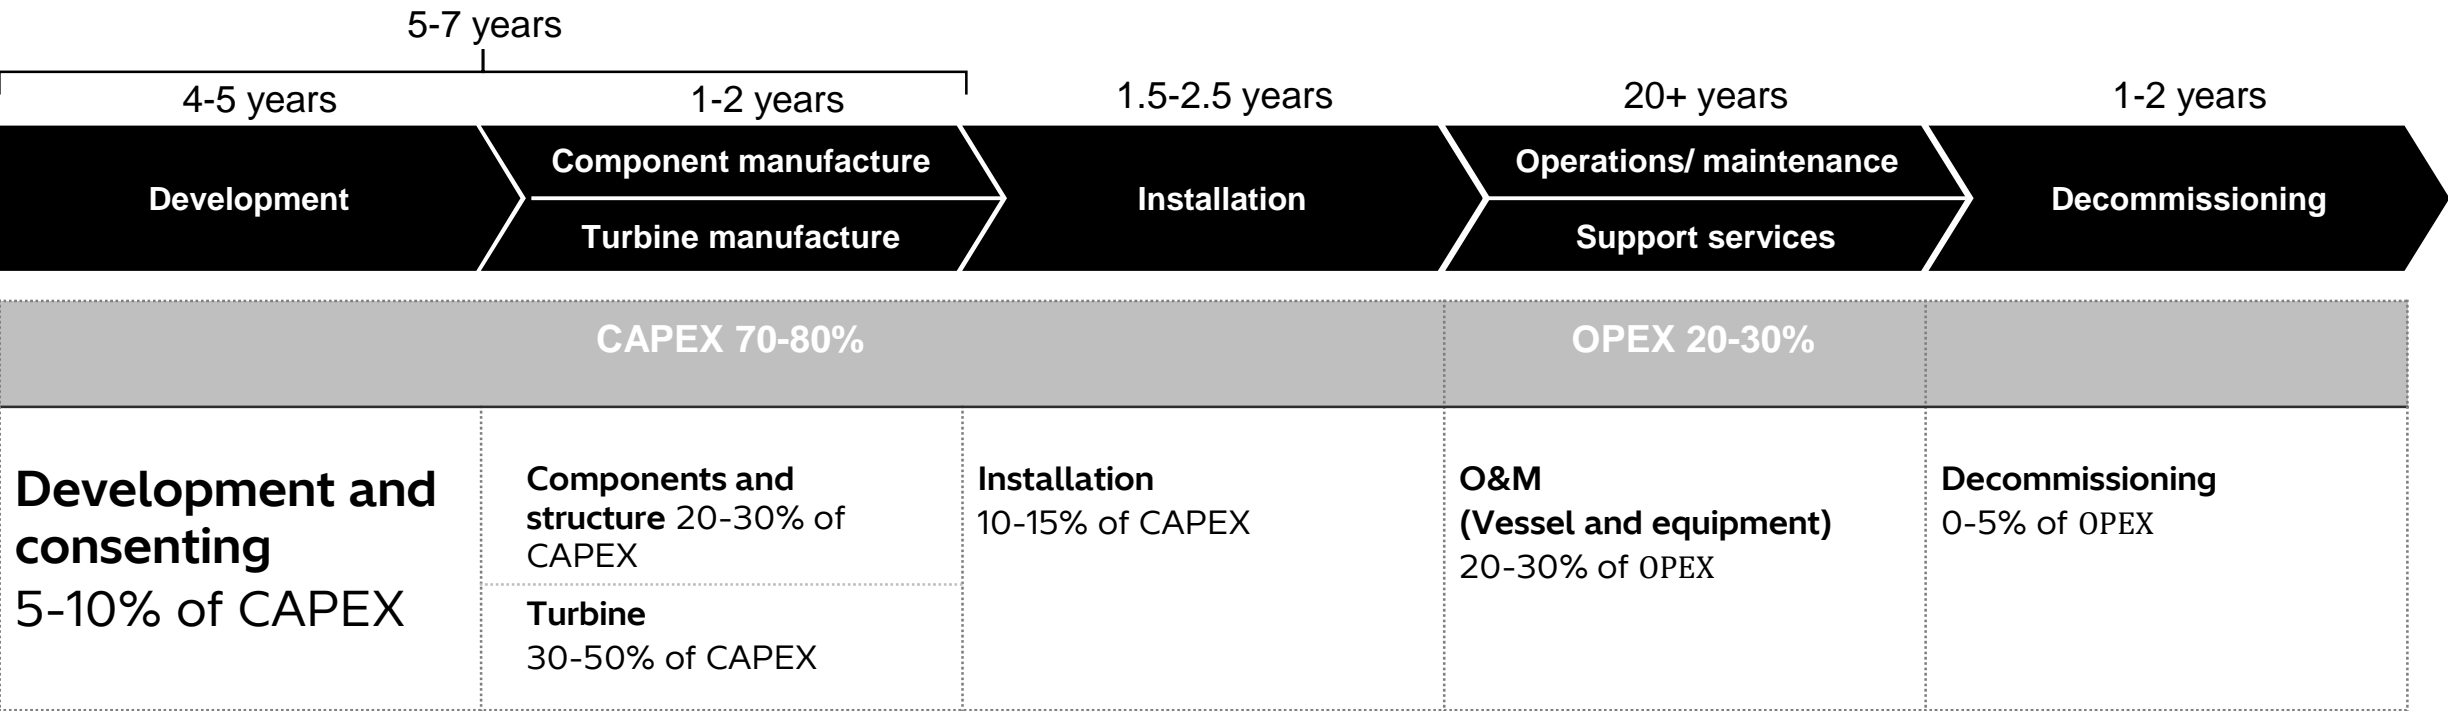 5-7 years
4-5 years
1-2 years
1.5-2.5 years
20+ years
1-2 years
Development
Component manufacture
Turbine manufacture
Installation
Operations/ maintenance
Support services
Decommissioning
CAPEX 70-80%
OPEX 20-30%
Development and
consenting
5-10% of CAPEX
Components and
structure 20-30% of
CAPEX
Turbine
30-50% of CAPEX
Installation
10-15% of CAPEX
O&M
(Vessel and equipment)
20-30% of OPEX
Decommissioning
0-5% of OPEX